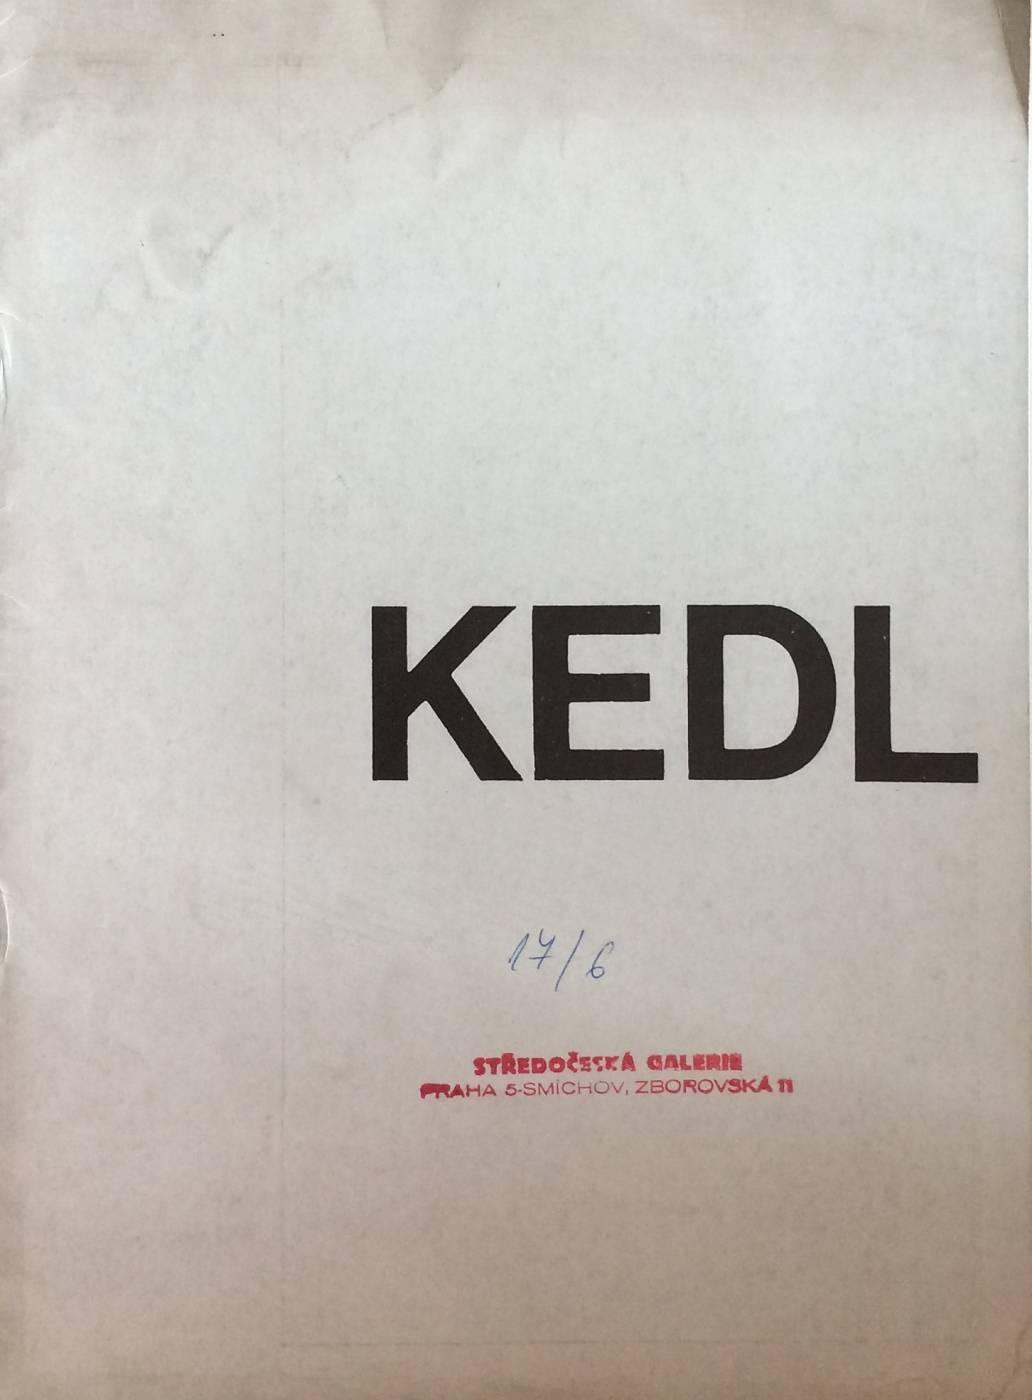 KEDL
17/6
STŘEDOČESKÁ GALERIE
PRAHA 5-SMÍCHOV, ZBOROVSKÁ 11